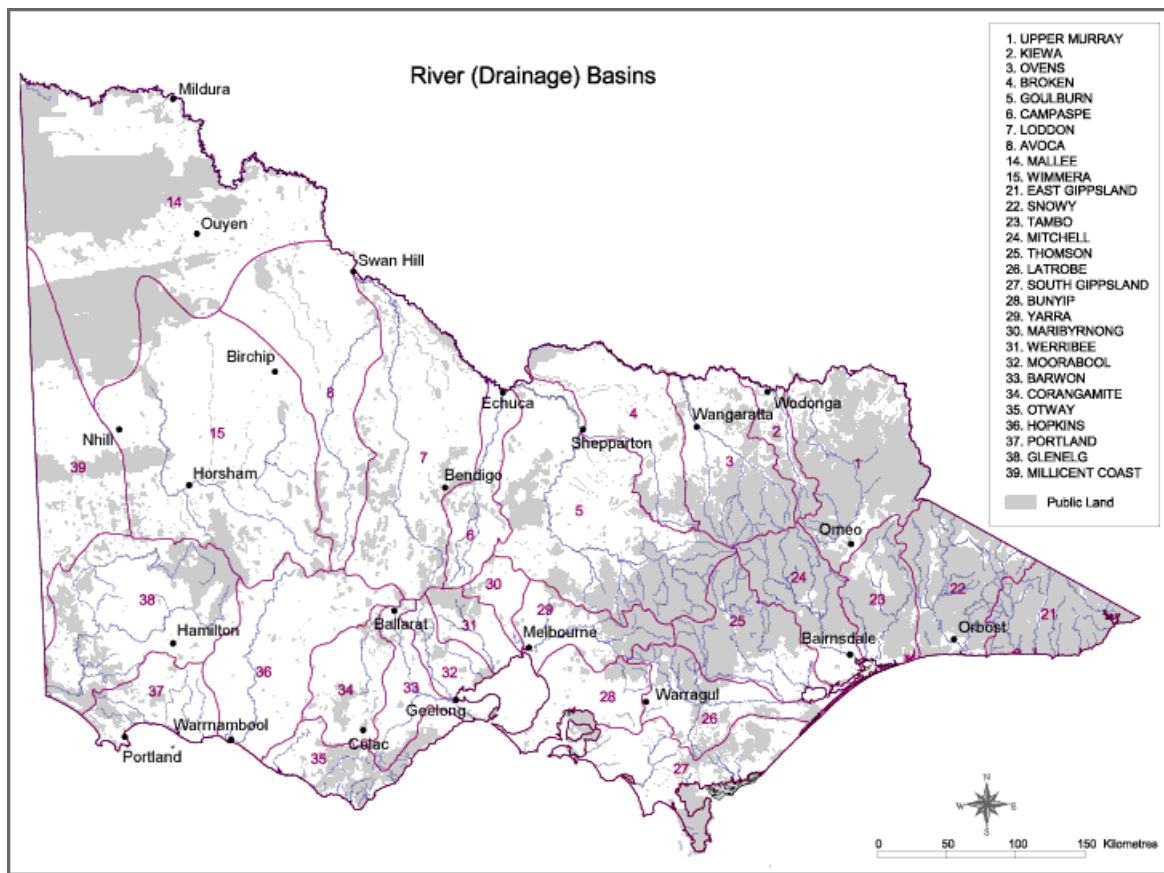 River (Drainage) Basins
1. UPPER MURRAY
2. KIEWA
3. OVENS
4. BROKEN
5. GOULBURN
6. CAMPASPE
7. LODDON
8. AVOCA
14. MALLEE
15. WIMMERA
21. EAST GIPPSLAND
22. SNOWY
23. TAMBO
24. MITCHELL
25. THOMSON
26. LATROBE
27. SOUTH GIPPSLAND
28. BUNYIP
29. YARRA
30. MARIBYRNONG
31. WERRIBEE
32. MOORABOOL
33. BARWON
34. CORANGAMITE
35. OTWAY
36. HOPKINS
37. PORTLAND
38. GLENELG
39. MILLICENT COAST
Public Land
Mildura
14
Ouyen
Swan Hill
Birchip
8
Echuca
4
Wangaratta
Wodonga
2
Nhill
15
Shepparton
39
7
3
1
Horsham
Bendigo
5
6
Omeo
30
24
38
29
22
23
21
Ballarat
31
25
Hamilton
Melbourne
Bairnsdale
Orbost
36
32
37
34
33
28
Warragul
Geelong
26
Warrnambool
Colac
Portland
35
27
N
W E
S
0 50 100 150 Kilometres